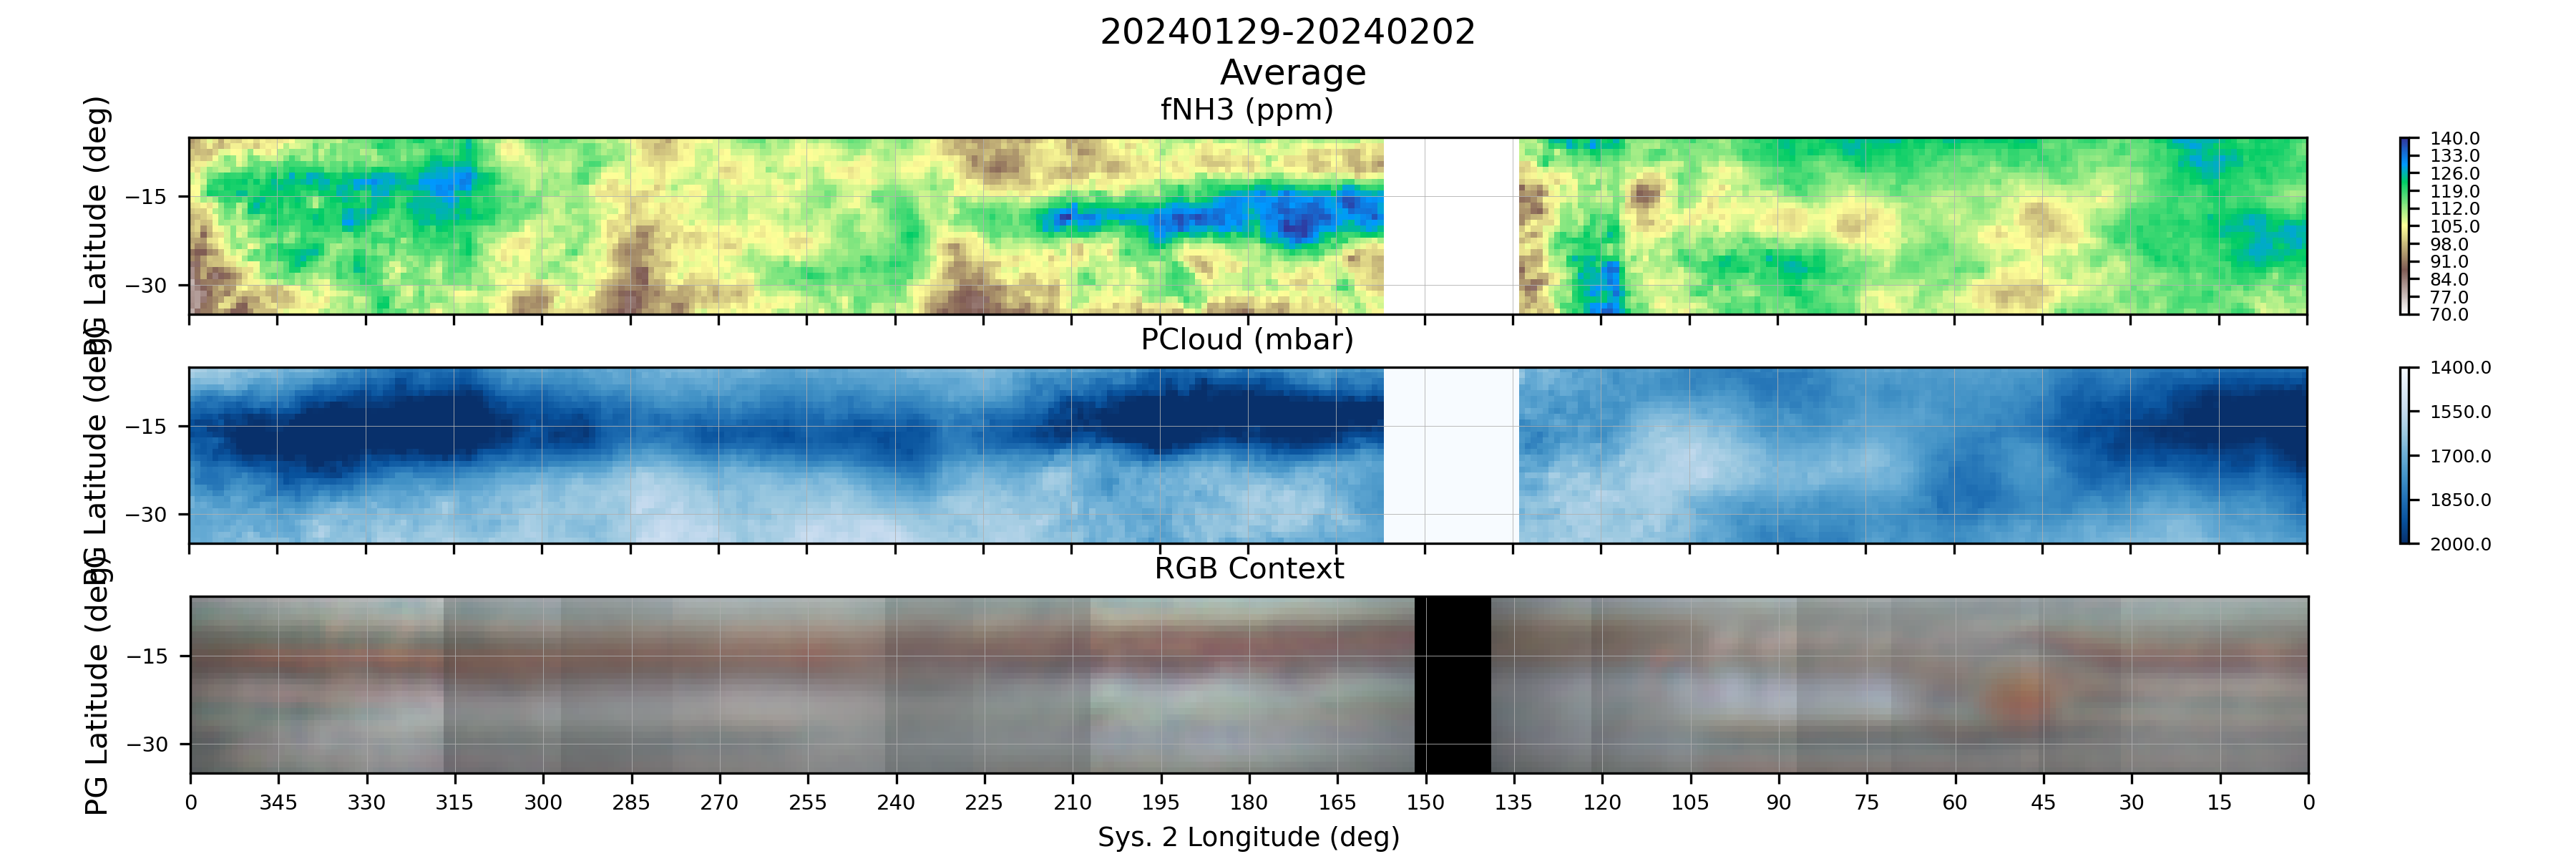 20240129-20240202
Average
fNH3 (ppm)
PG Latitude (deg)
−15
−30
140.0
133.0
126.0
119.0
112.0
105.0
98.0
91.0
84.0
77.0
70.0
PCloud (mbar)
PG Latitude (deg)
−15
−30
1400.0
1550.0
1700.0
1850.0
2000.0
RGB Context
PG Latitude (deg)
−15
−30
0 345 330 315 300 285 270 255 240 225 210 195 180 165 150 135 120 105 90 75 60 45 30 15 0
Sys. 2 Longitude (deg)